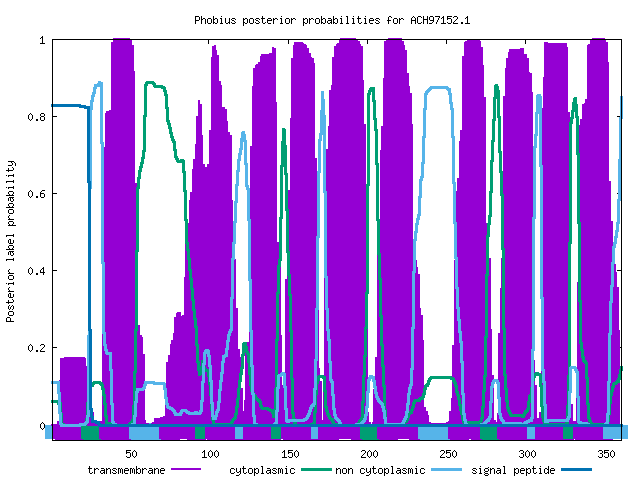 Phobius posterior probabilities for ACH97152.1
Posterior label probability
1
0.8
0.6
0.4
0.2
0
50 100 150 200 250 300 350
transmembrane cytoplasmic non cytoplasmic signal peptide